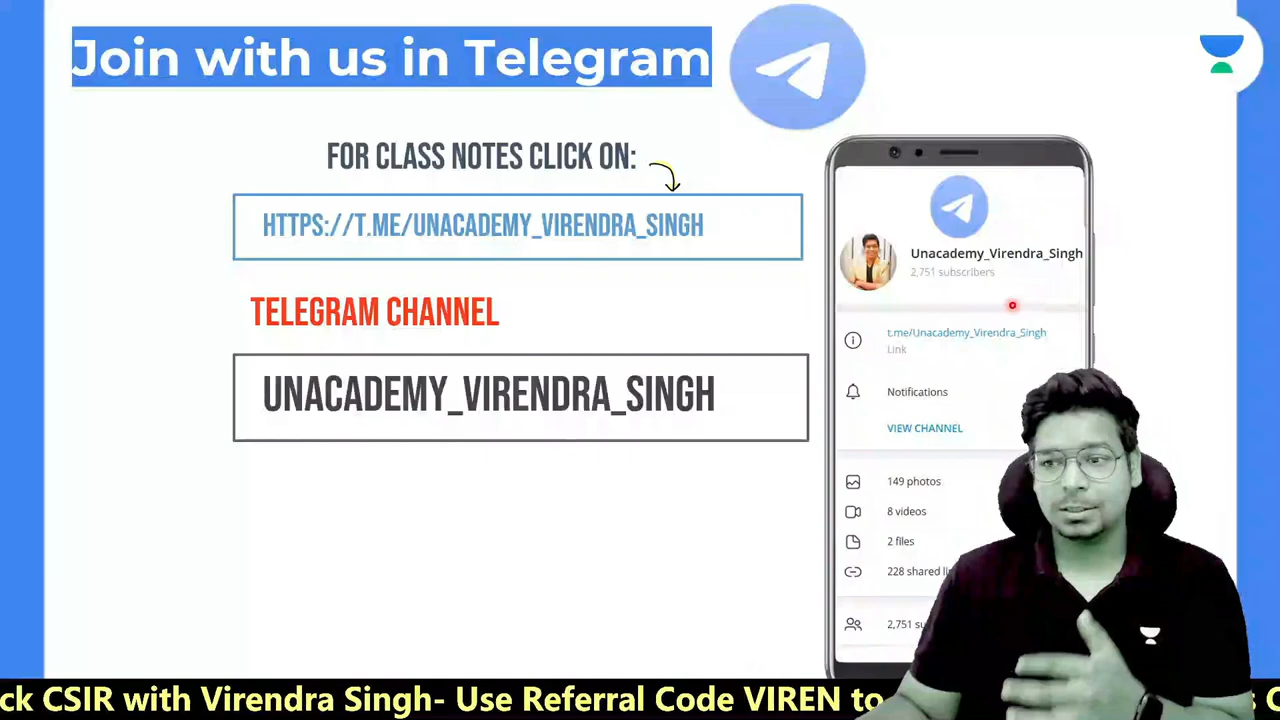 Join with us in Telegram
FOR CLASS NOTES CLICK ON:
HTTPS://T.ME/UNACADEMY_VIRENDRA_SINGH
TELEGRAM CHANNEL
UNACADEMY_VIRENDRA_SINGH
Unacademy_Virendra_Singh
2,751 subscribers
t.me/Unacademy_Virendra_Singh
Link
Notifications
VIEW CHANNEL
149 photos
8 videos
2 files
228 shared
2,751
CSIR with Virendra Singh- Use Referral Code VIREN to